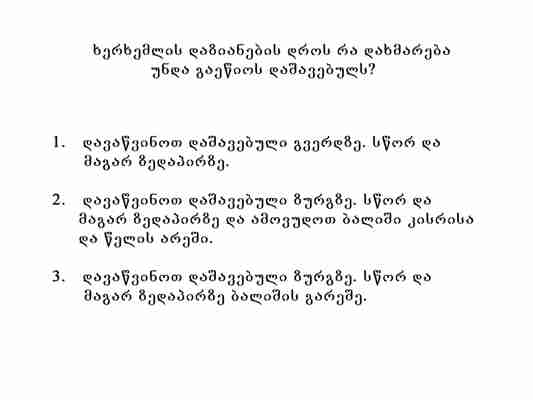 ხერხემლის დაზიანების დროს რა დახმარება
უნდა გაეწიოს დაშავებულს?
1. დავაწვინოთ დაშავებული გვერდზე. სწორ და
მაგარ ზედაპირზე.
2. დავაწვინოთ დაშავებული ზურგზე. სწორ და
მაგარ ზედაპირზე და ამოვუდოთ ბალიში კისრისა
და წელის არეში.
3. დავაწვინოთ დაშავებული ზურგზე. სწორ და
მაგარ ზედაპირზე ბალიშის გარეშე.